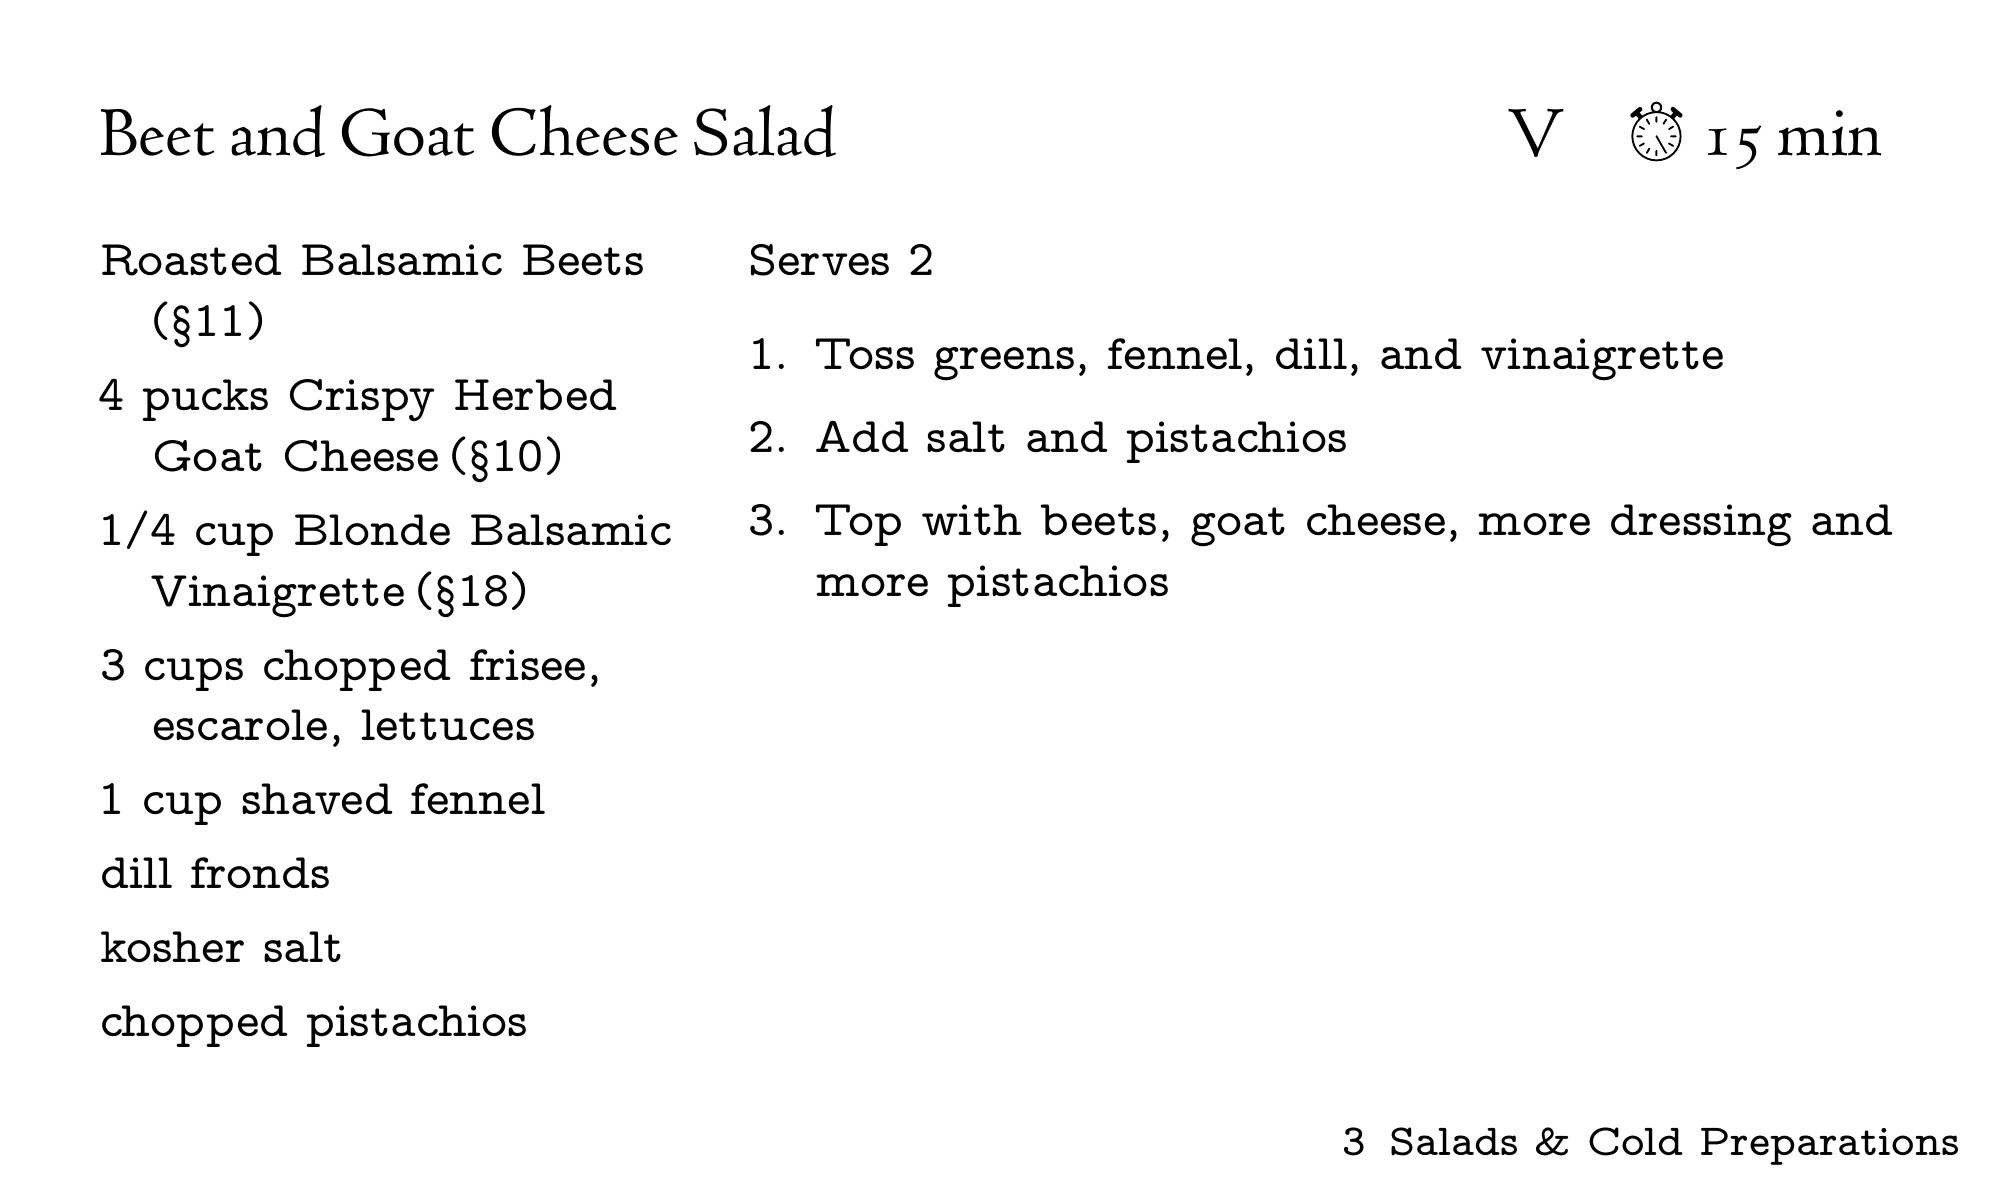 Beet and Goat Cheese Salad
V 15 min
Roasted Balsamic Beets
(§11)
4 pucks Crispy Herbed
Goat Cheese (§10)
1/4 cup Blonde Balsamic
Vinaigrette (§18)
3 cups chopped frisee,
escarole, lettuces
1 cup shaved fennel
dill fronds
kosher salt
chopped pistachios
Serves 2
1. Toss greens, fennel, dill, and vinaigrette
2. Add salt and pistachios
3. Top with beets, goat cheese, more dressing and
more pistachios
3 Salads & Cold Preparations